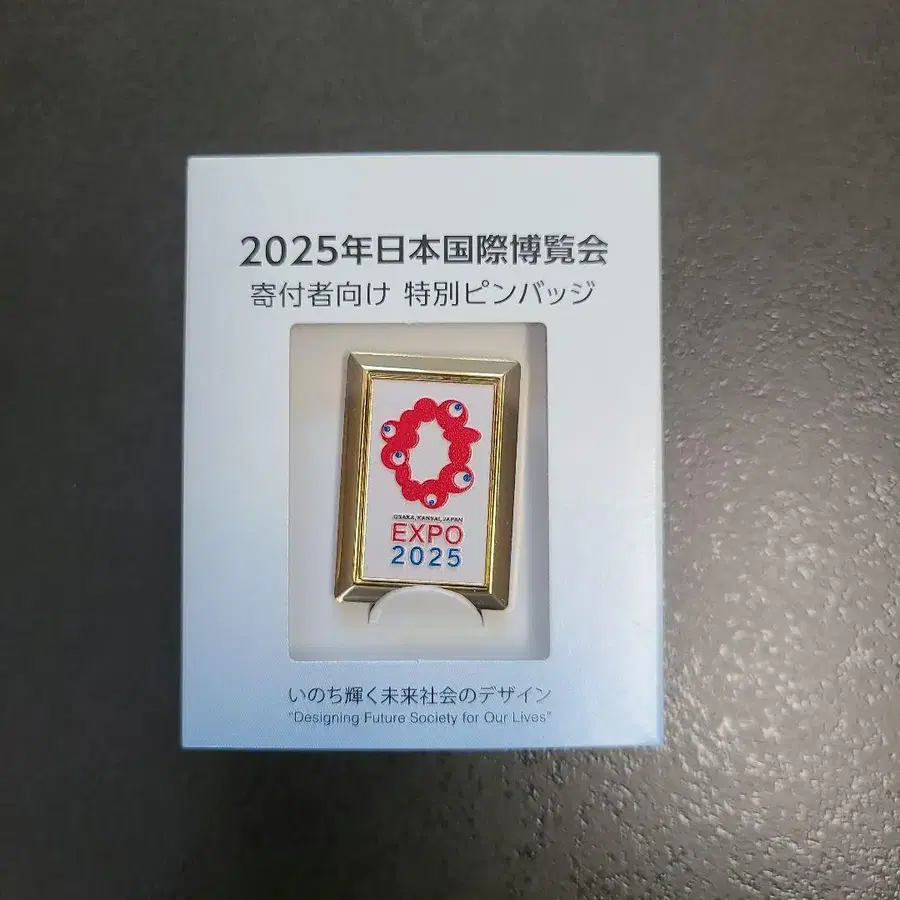 2025年日本国際博覧会
寄付者向け 特別ピンバッジ
OSAKA, KANSAI, JAPAN
EXPO
2025
いのち輝く未来社会のデザイン
"Designing Future Society for Our Lives"